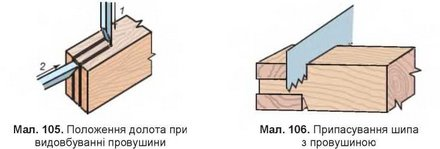 1
2
Мал. 105. Положення долота при
видовбуванні провушини
Мал. 106. Припасування шипа
з провушиною